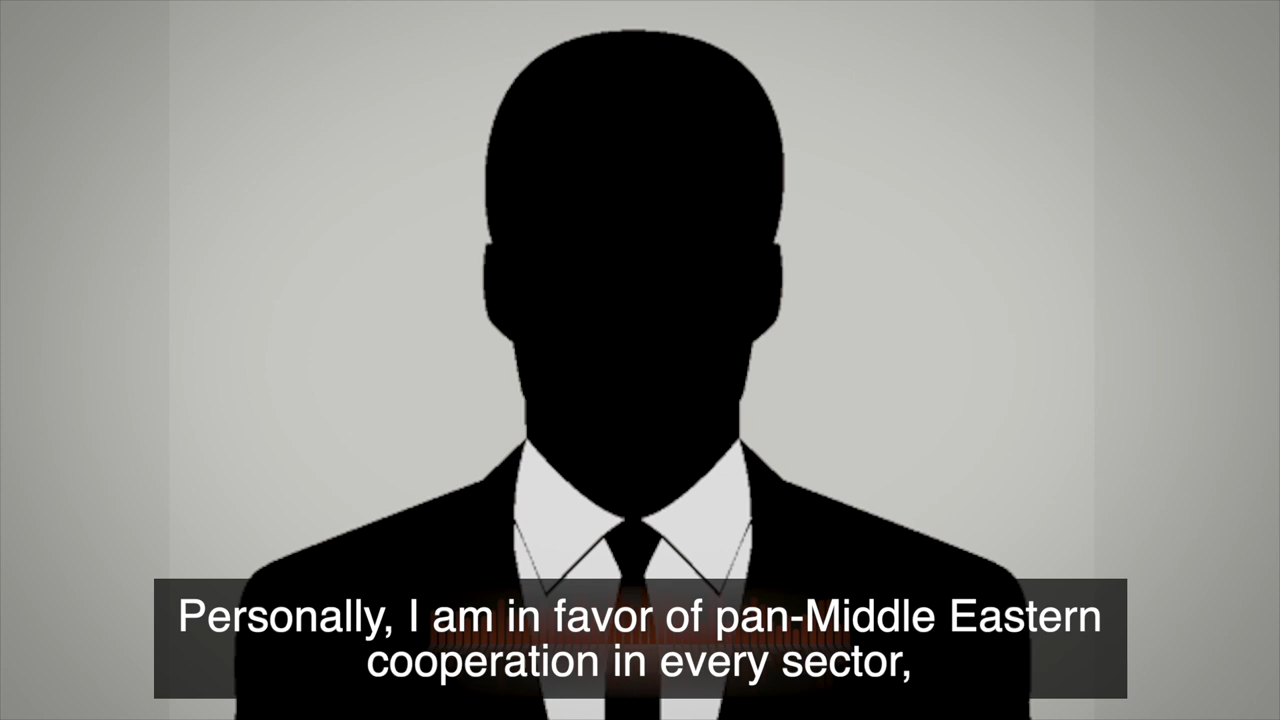 Personally, I am in favor of pan-Middle Eastern
cooperation in every sector,